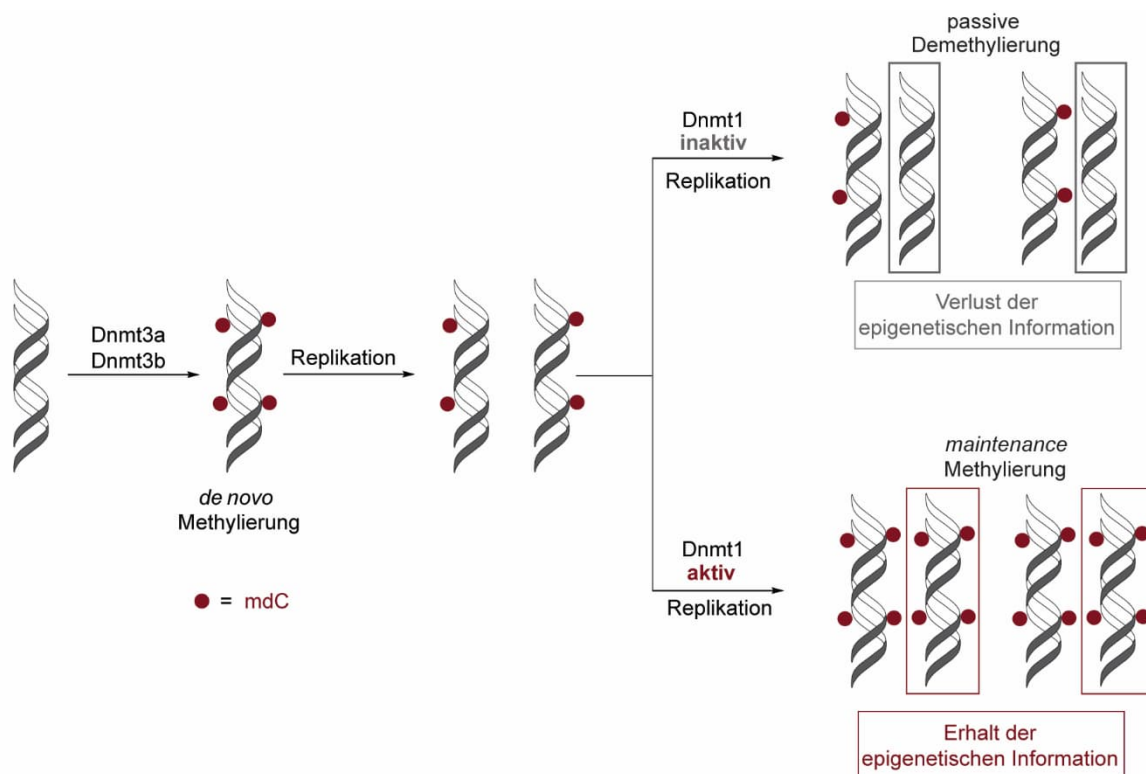 passive
Demethylierung
Dnmt1
inaktiv
Replikation
Verlust der
epigenetischen Information
Dnmt3a
Dnmt3b
Replikation
de novo
Methylierung
= mdC
maintenance
Methylierung
Dnmt1
aktiv
Replikation
Erhalt der
epigenetischen Information